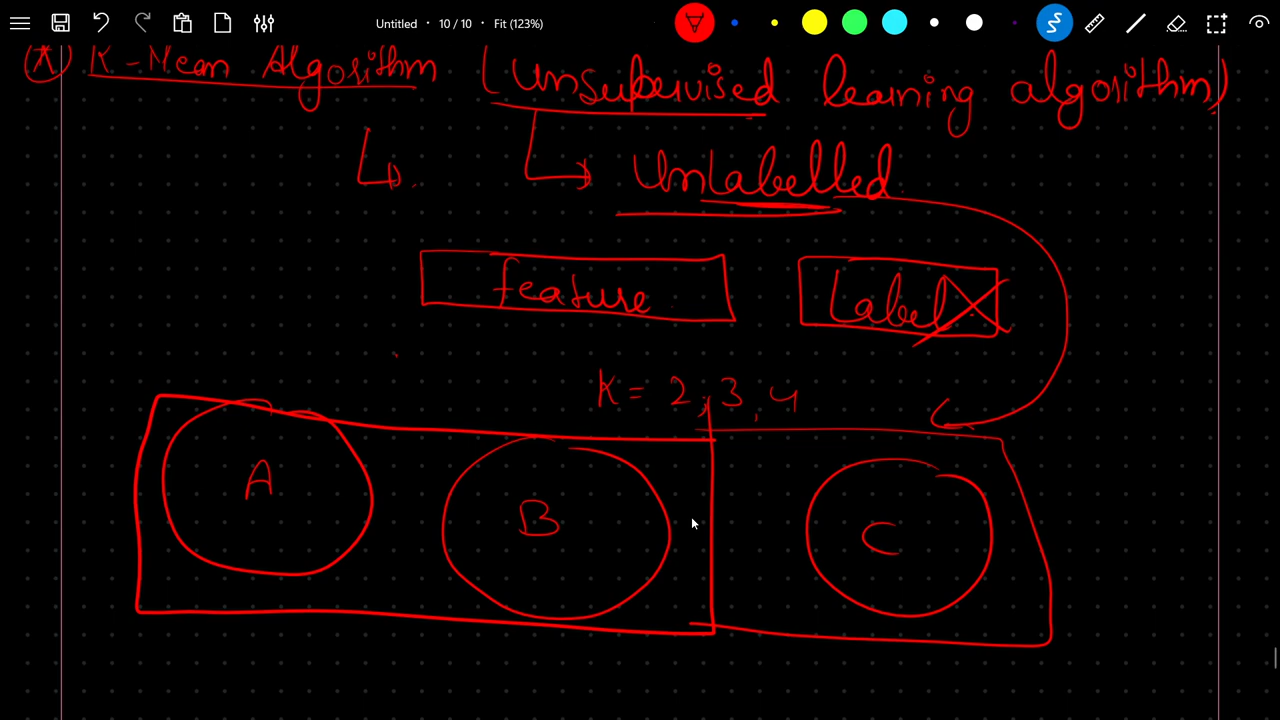 Untitled • 10 / 10 • Fit (123%)
(*) K-Mean Algorithm (Unsupervised learning algorithm)
Unlabelled
feature Label
K = 2, 3, 4
A B C